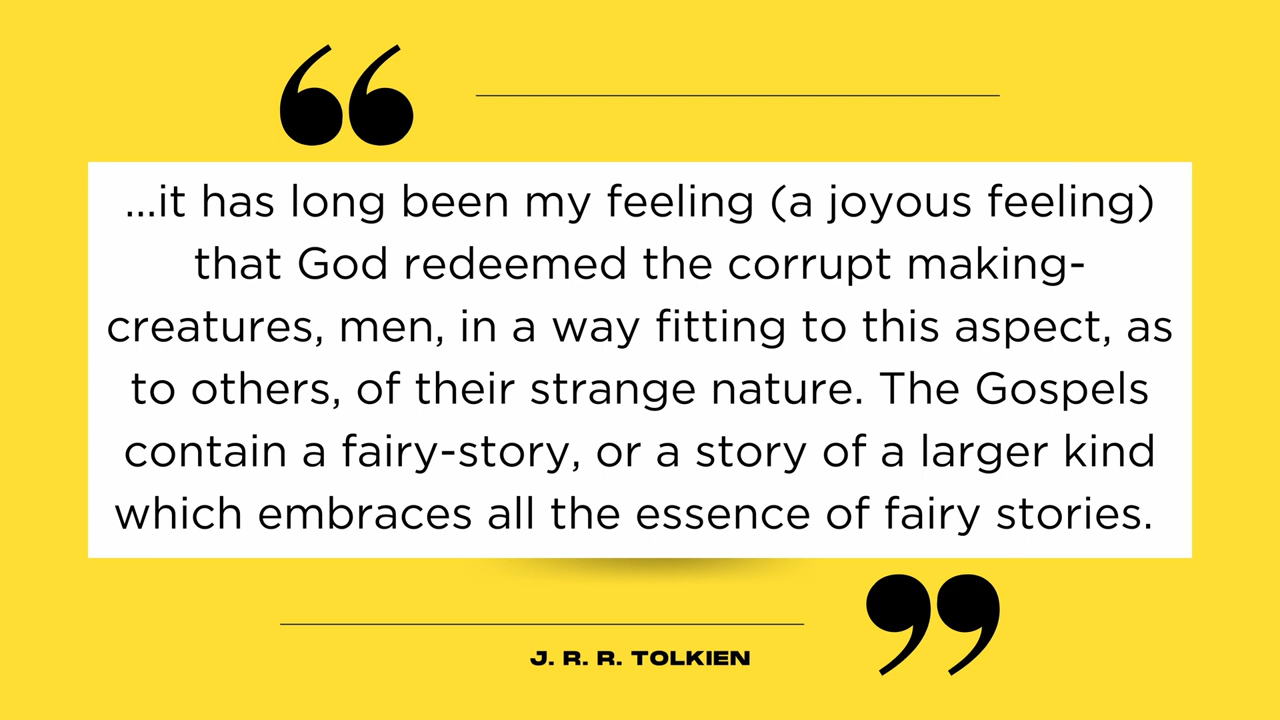 “
...it has long been my feeling (a joyous feeling)
that God redeemed the corrupt making-
creatures, men, in a way fitting to this aspect, as
to others, of their strange nature. The Gospels
contain a fairy-story, or a story of a larger kind
which embraces all the essence of fairy stories.
”
J. R. R. TOLKIEN